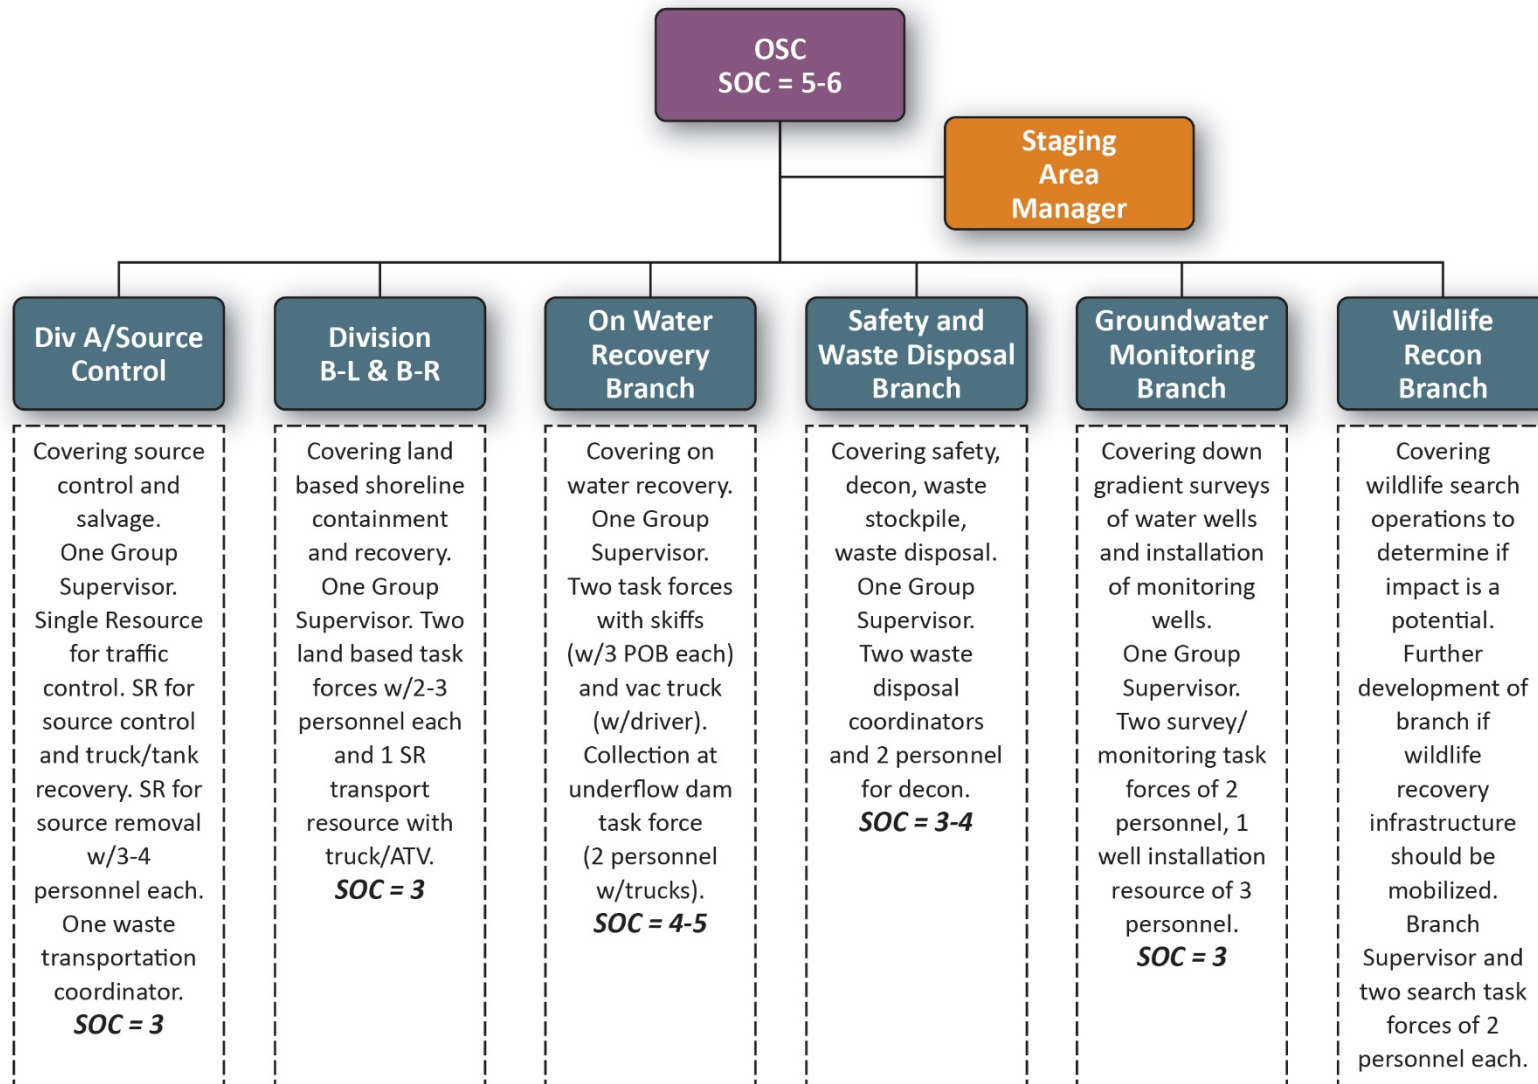 OSC
SOC = 5-6
Staging
Area
Manager
Div A/Source
Control
Covering source
control and
salvage.
One Group
Supervisor.
Single Resource
for traffic
control. SR for
source control
and truck/tank
recovery. SR for
source removal
w/3-4
personnel each.
One waste
transportation
coordinator.
SOC = 3
Division
B-L & B-R
Covering land
based shoreline
containment
and recovery.
One Group
Supervisor. Two
land based task
forces w/2-3
personnel each
and 1 SR
transport
resource with
truck/ATV.
SOC = 3
On Water
Recovery
Branch
Covering on
water recovery.
One Group
Supervisor.
Two task forces
with skiffs
(w/3 POB each)
and vac truck
(w/driver).
Collection at
underflow dam
task force
(2 personnel
w/trucks).
SOC = 4-5
Safety and
Waste Disposal
Branch
Covering safety,
decon, waste
stockpile,
waste disposal.
One Group
Supervisor.
Two waste
disposal
coordinators
and 2 personnel
for decon.
SOC = 3-4
Groundwater
Monitoring
Branch
Covering down
gradient surveys
of water wells
and installation
of monitoring
wells.
One Group
Supervisor.
Two survey/
monitoring task
forces of 2
personnel, 1
well installation
resource of 3
personnel.
SOC = 3
Wildlife
Recon
Branch
Covering
wildlife search
operations to
determine if
impact is a
potential.
Further
development of
branch if
wildlife
recovery
infrastructure
should be
mobilized.
Branch
Supervisor and
two search task
forces of 2
personnel each.